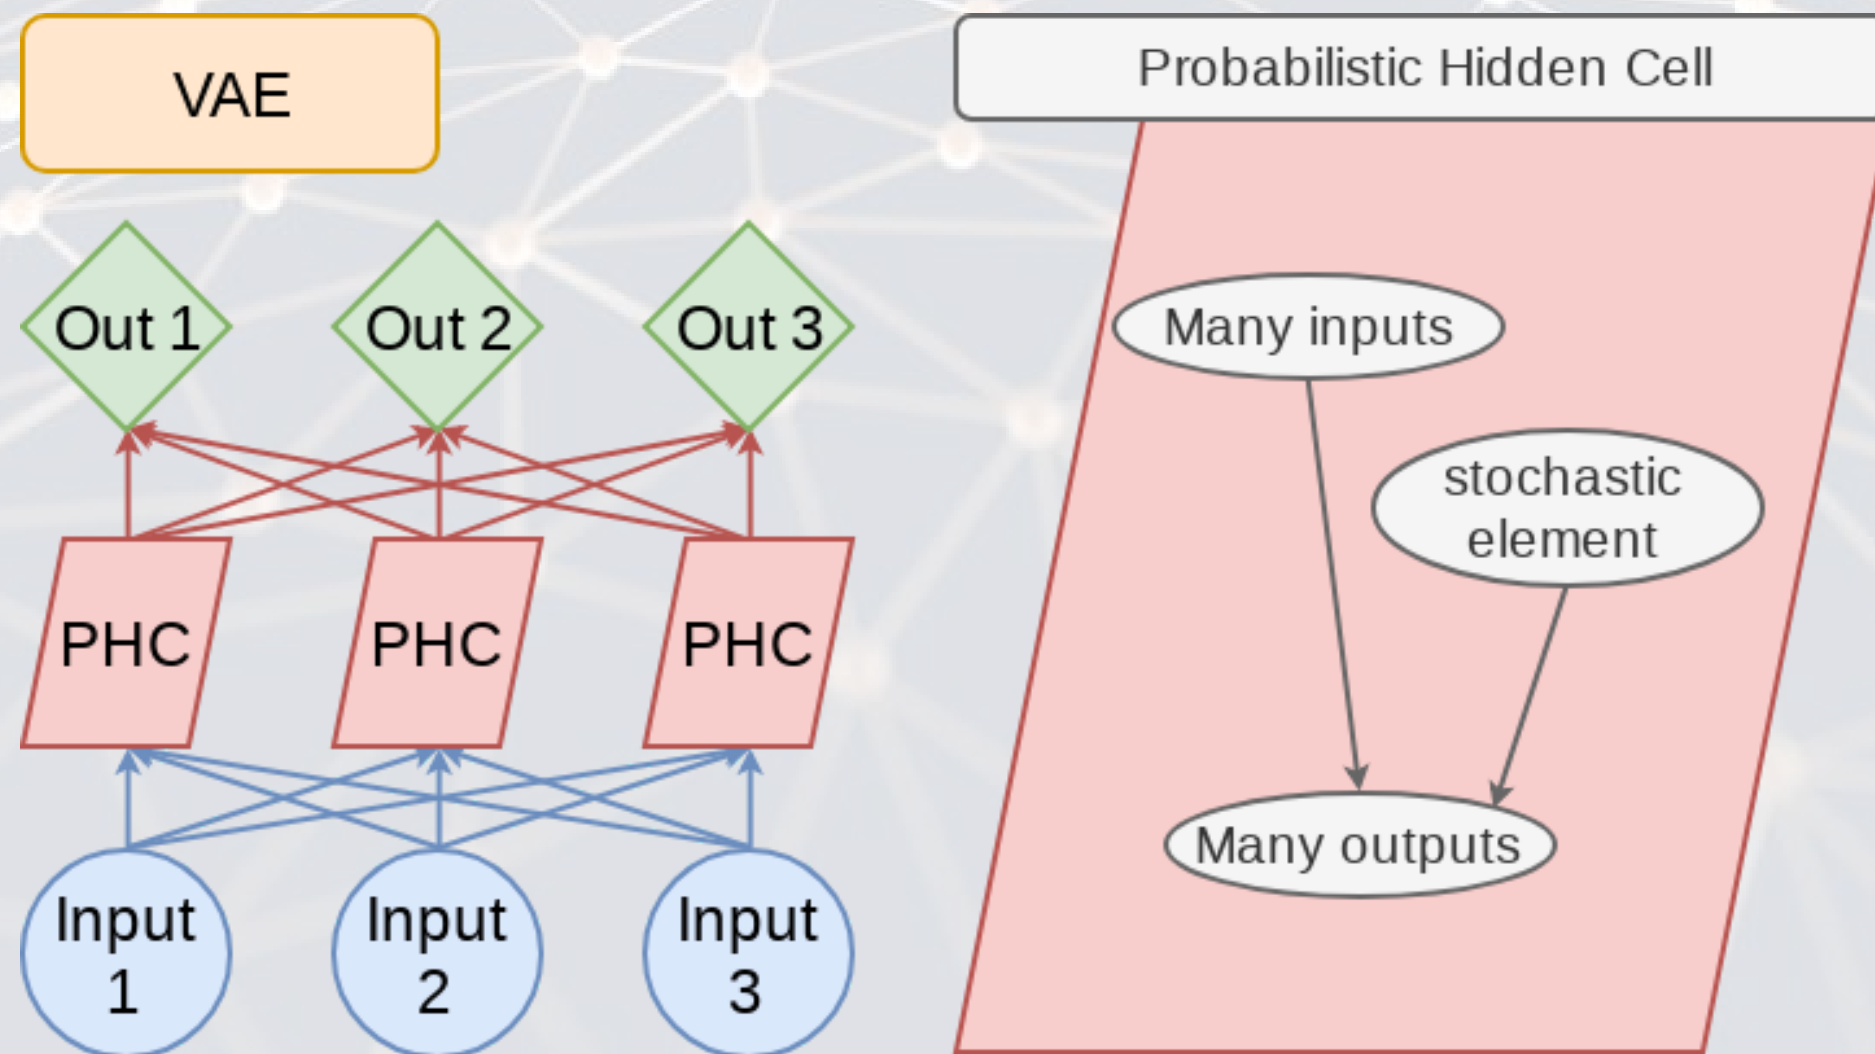 VAE
Probabilistic Hidden Cell
Out 1
Out 2
Out 3
Many inputs
stochastic
element
PHC
PHC
PHC
Many outputs
Input
1
Input
2
Input
3